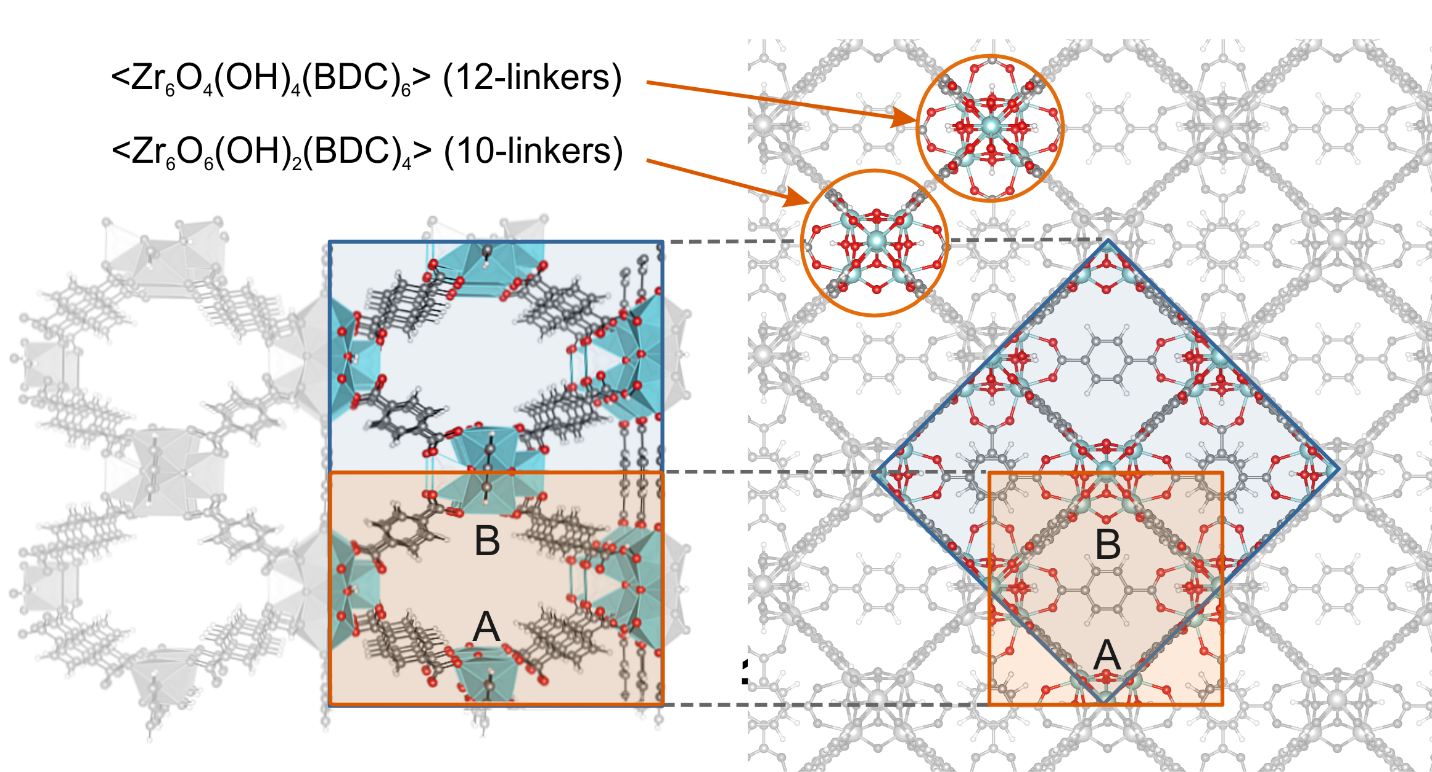 <Zr₆O₄(OH)₄(BDC)₆> (12-linkers)
<Zr₆O₆(OH)₂(BDC)₄> (10-linkers)
B
A
B
A